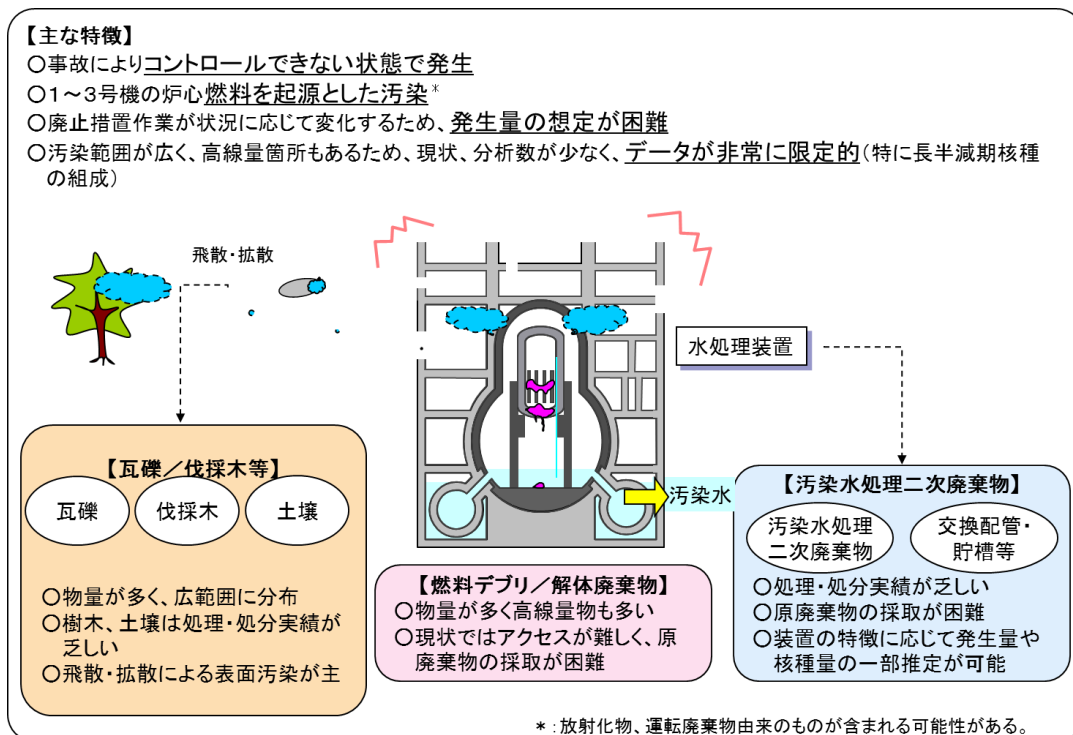 【主な特徴】
○事故によりコントロールできない状態で発生
○1～3号機の炉心燃料を起源とした汚染*
○廃止措置作業が状況に応じて変化するため、発生量の想定が困難
○汚染範囲が広く、高線量箇所もあるため、現状、分析数が少なく、データが非常に限定的(特に長半減期核種
の組成)
飛散・拡散
水処理装置
汚染水
【瓦礫／伐採木等】
瓦礫
伐採木
土壌
○物量が多く、広範囲に分布
○樹木、土壌は処理・処分実績が
乏しい
○飛散・拡散による表面汚染が主
【燃料デブリ／解体廃棄物】
○物量が多く高線量物も多い
○現状ではアクセスが難しく、原
廃棄物の採取が困難
【汚染水処理二次廃棄物】
汚染水処理
二次廃棄物
交換配管・
貯槽等
○処理・処分実績が乏しい
○原廃棄物の採取が困難
○装置の特徴に応じて発生量や
核種量の一部推定が可能
*：放射化物、運転廃棄物由来のものが含まれる可能性がある。